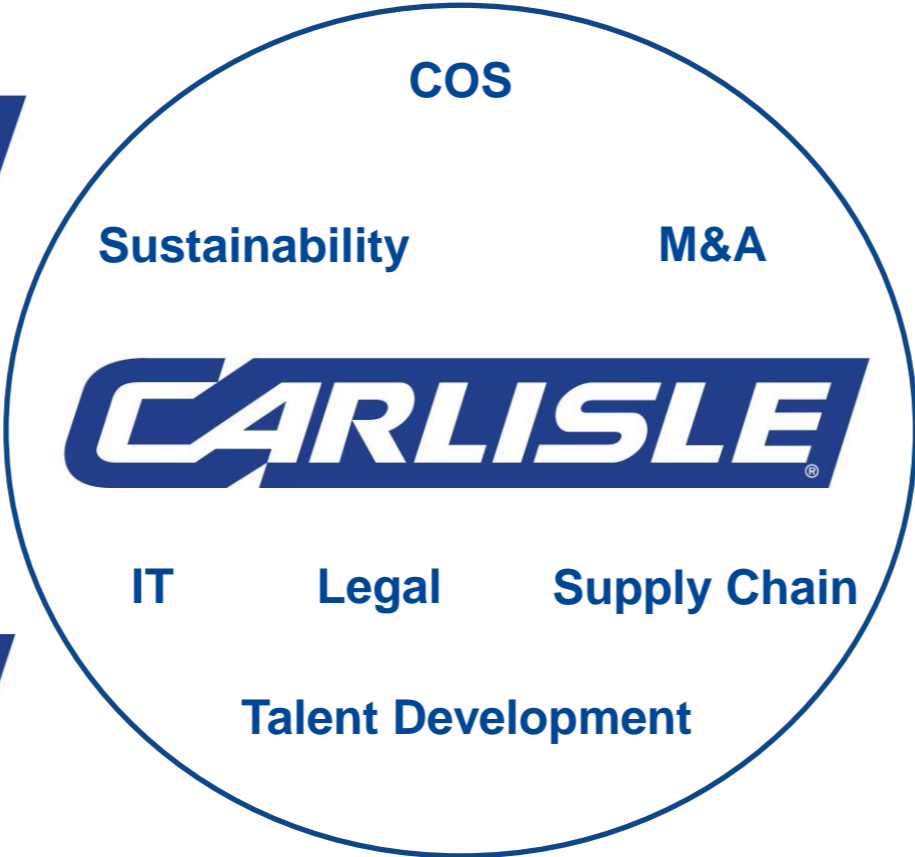 COS
Sustainability M&A
CARLISLE®
IT Legal Supply Chain
Talent Development